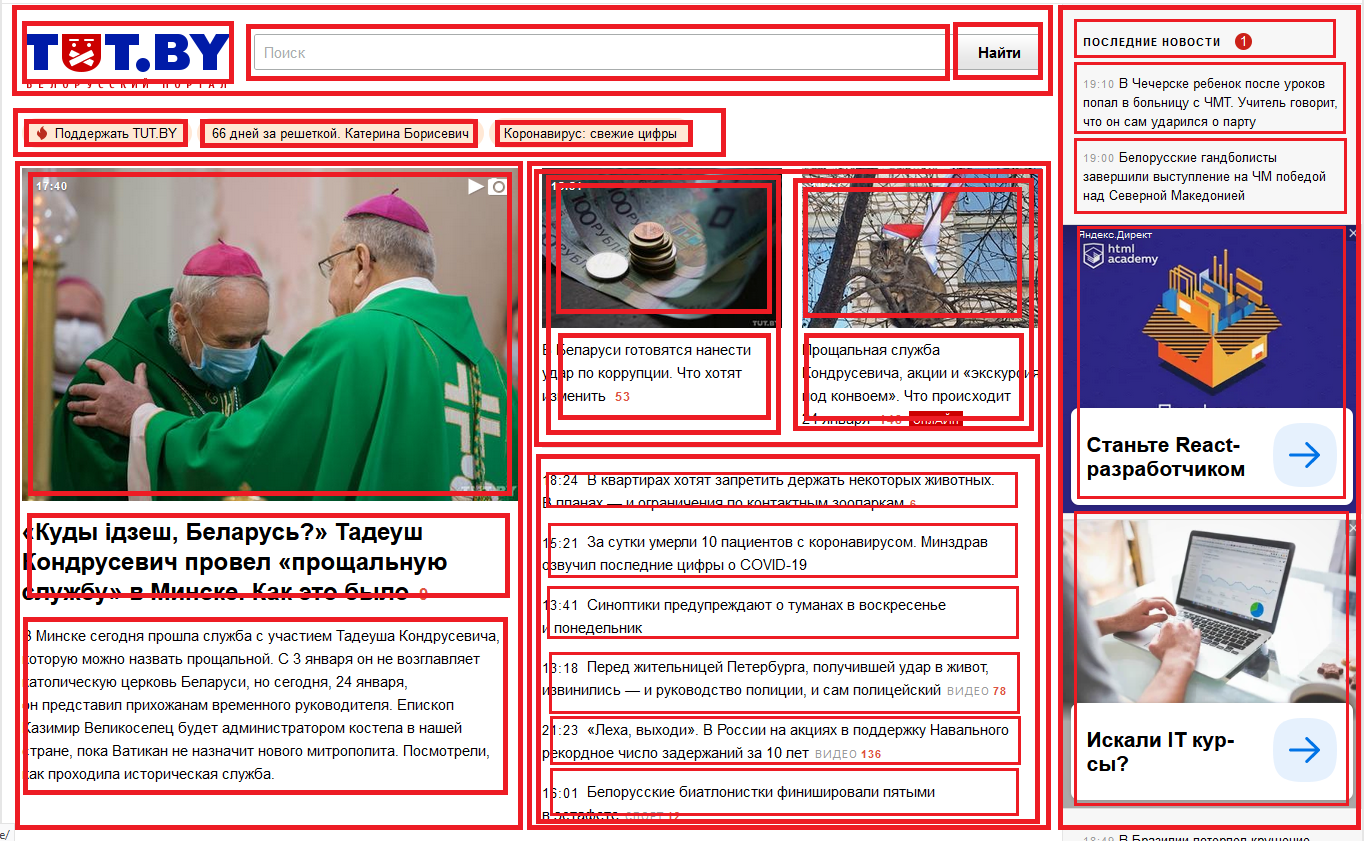 TUT.BY
БЕЛОРУССКИЙ ПОРТАЛ
Поиск
Найти
Поддержать TUT.BY
66 дней за решеткой. Катерина Борисевич
Коронавирус: свежие цифры
17:40
TUT.BY
«Куды ідзеш, Беларусь?» Тадеуш
Кондрусевич провел «прощальную
службу» в Минске. Как это было
В Минске сегодня прошла служба с участием Тадеуша Кондрусевича,
которую можно назвать прощальной. С 3 января он не возглавляет
католическую церковь Беларуси, но сегодня, 24 января,
он представил прихожанам временного руководителя. Епископ
Казимир Великоселец будет администратором костела в нашей
стране, пока Ватикан не назначит нового митрополита. Посмотрели,
как проходила историческая служба.
TUT.BY
В Беларуси готовятся нанести
удар по коррупции. Что хотят
изменить 53
Прощальная служба
Кондрусевича, акции и «экскурсия
под конвоем». Что происходит
24 января ОНЛАЙН
18:24 В квартирах хотят запретить держать некоторых животных.
В планах — и ограничения по контактным зоопаркам 6
15:21 За сутки умерли 10 пациентов с коронавирусом. Минздрав
озвучил последние цифры о COVID-19
13:41 Синоптики предупреждают о туманах в воскресенье
и понедельник
13:18 Перед жительницей Петербурга, получившей удар в живот,
извинились — и руководство полиции, и сам полицейский ВИДЕО 78
21:23 «Леха, выходи». В России на акциях в поддержку Навального
рекордное число задержаний за 10 лет ВИДЕО 136
16:01 Белорусские биатлонистки финишировали пятыми
в эстафете СПОРТ 12
ПОСЛЕДНИЕ НОВОСТИ 1
19:10 В Чечерске ребенок после уроков
попал в больницу с ЧМТ. Учитель говорит,
что он сам ударился о парту
19:00 Белорусские гандболисты
завершили выступление на ЧМ победой
над Северной Македонией
Яндекс.Директ
html
academy
Станьте React-
разработчиком
Искали IT кур-
сы?
18:49 В Бразилии потерпел крушение
e/